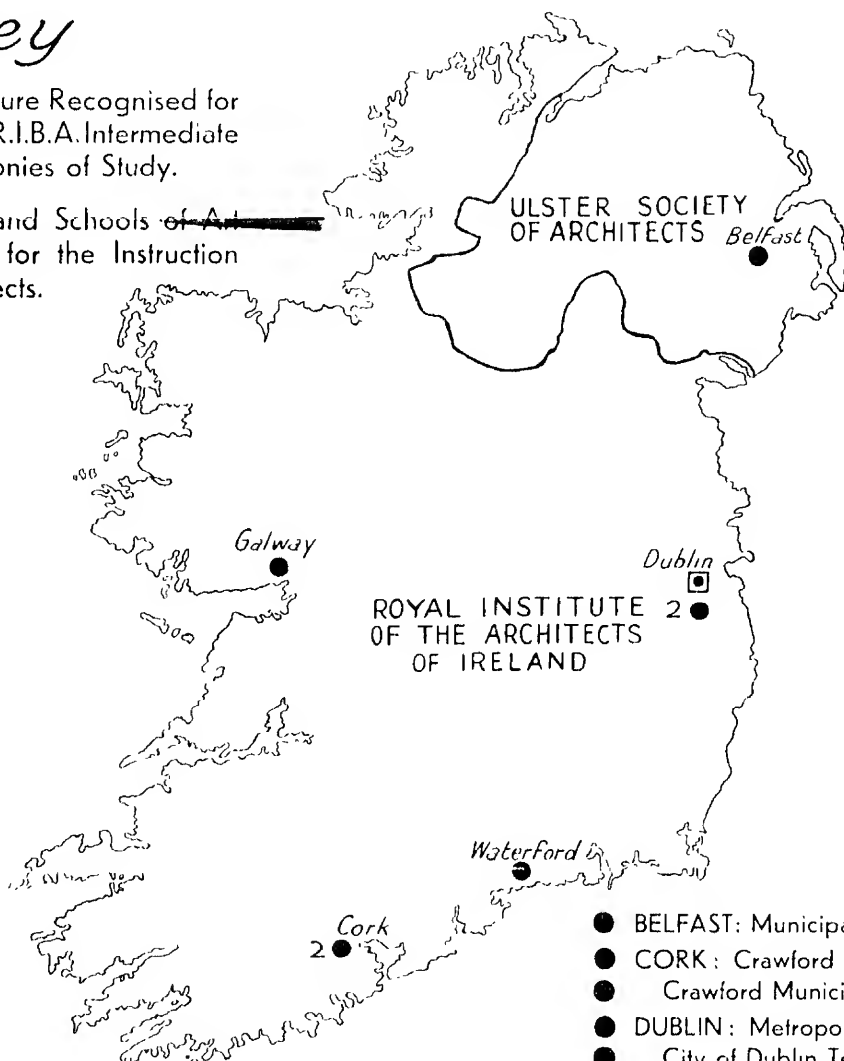 ey
ure Recognised for
R.I.B.A. Intermediate
onies of Study.
and Schools of Art
for the Instruction
ects.
ULSTER SOCIETY
OF ARCHITECTS
Belfast
Galway
Dublin
ROYAL INSTITUTE
OF THE ARCHITECTS
OF IRELAND
2
Waterford
Cork
2
BELFAST: Municipa
CORK: Crawford
Crawford Munici
DUBLIN: Metropo
City of Dublin Te